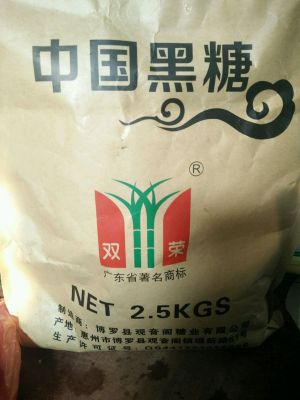 中国黑糖
®
双荣
广东省著名商标
NET 2.5KGS
制造商：博罗县观音阁糖业有限公司
产地：惠州市博罗县观音阁镇
生产许可证号：